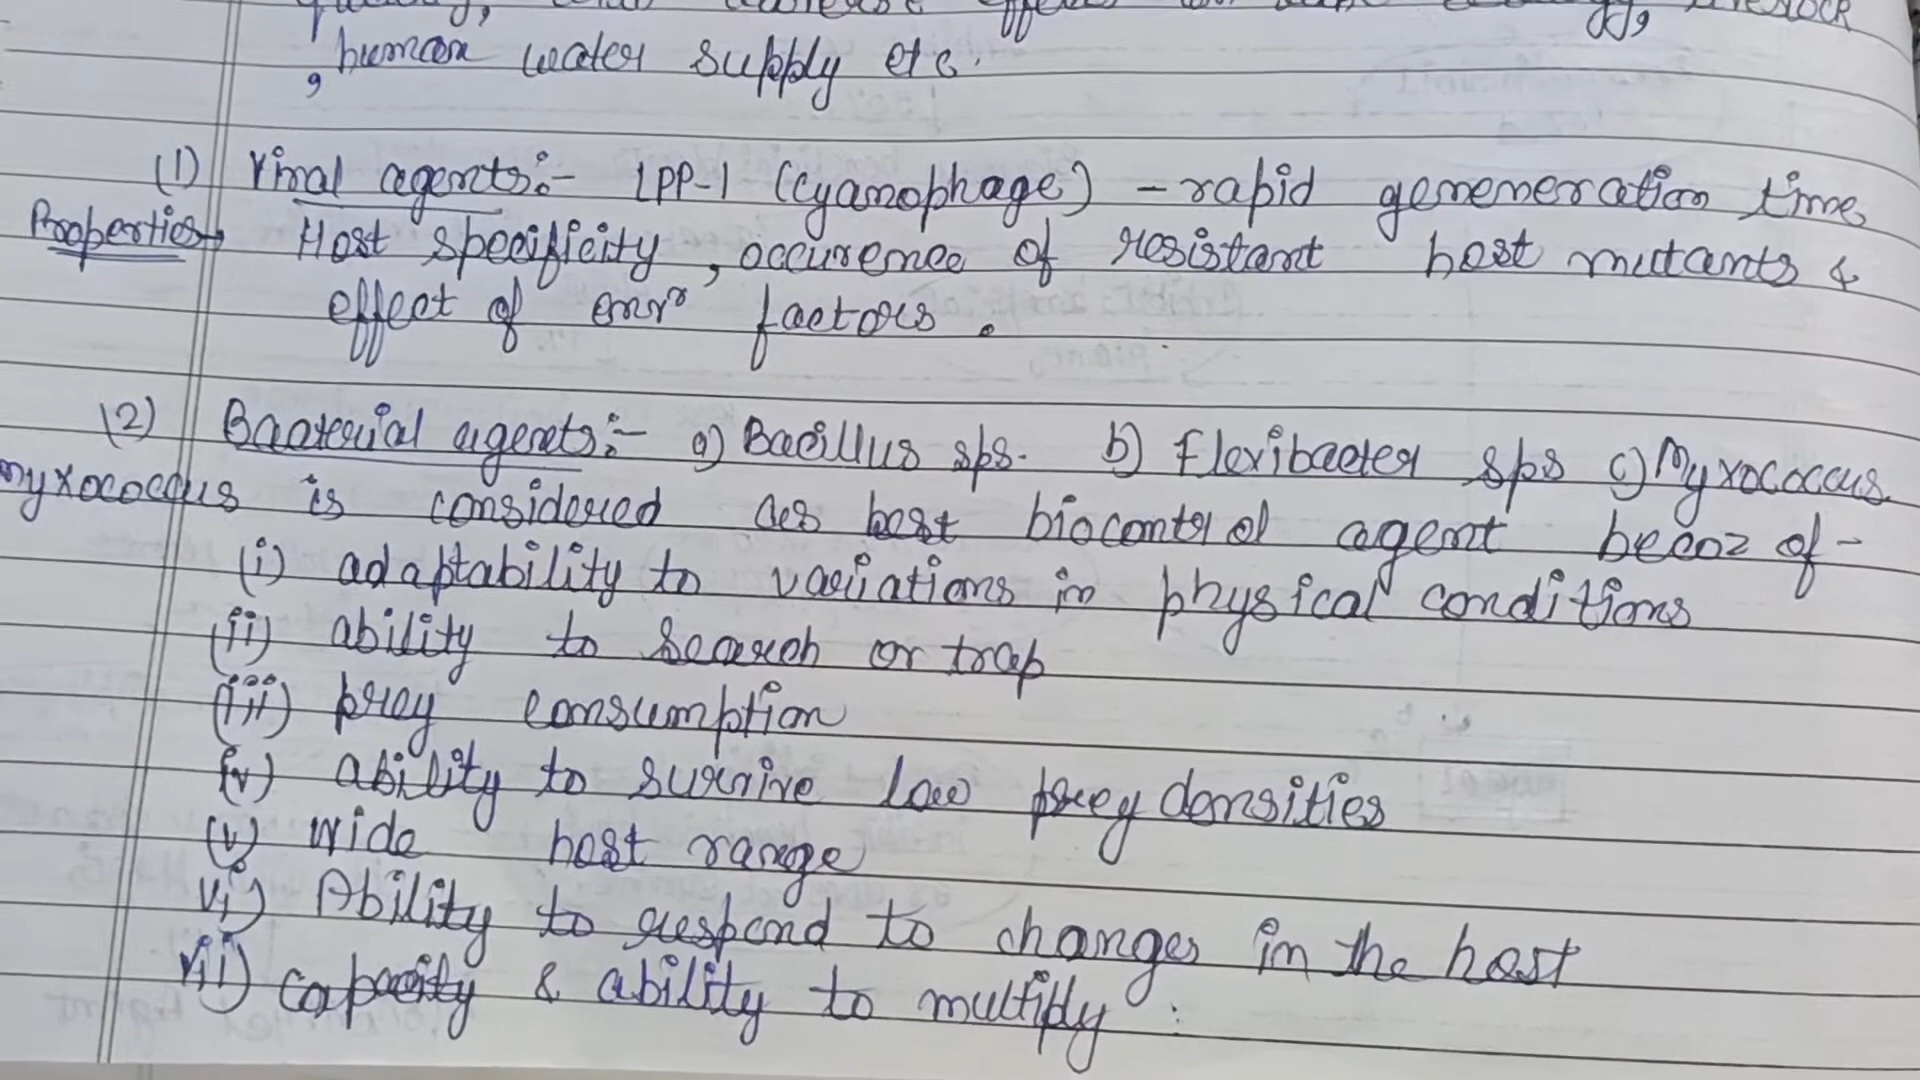 effects
human water supply etc.
,
(1) Viral agents:- LPP-1 (cyanophage) - rapid genemeration time,
Properties→ Host specificity, occurence of resistant host mutants &
effect of envr factors.
(2) Bacterial agents:- a) Bacillus sps. b) Flexibacter sps c) Myxococcus.
Myxococcus is considered as best biocontrol agent becoz of -
(i) adaptability to variations in physical conditions
(ii) ability to search or trap
(iii) prey consumption
(iv) ability to survive low prey densities
(v) wide host range
vi) Ability to respond to changes in the host
vii) capacity & ability to multiply :